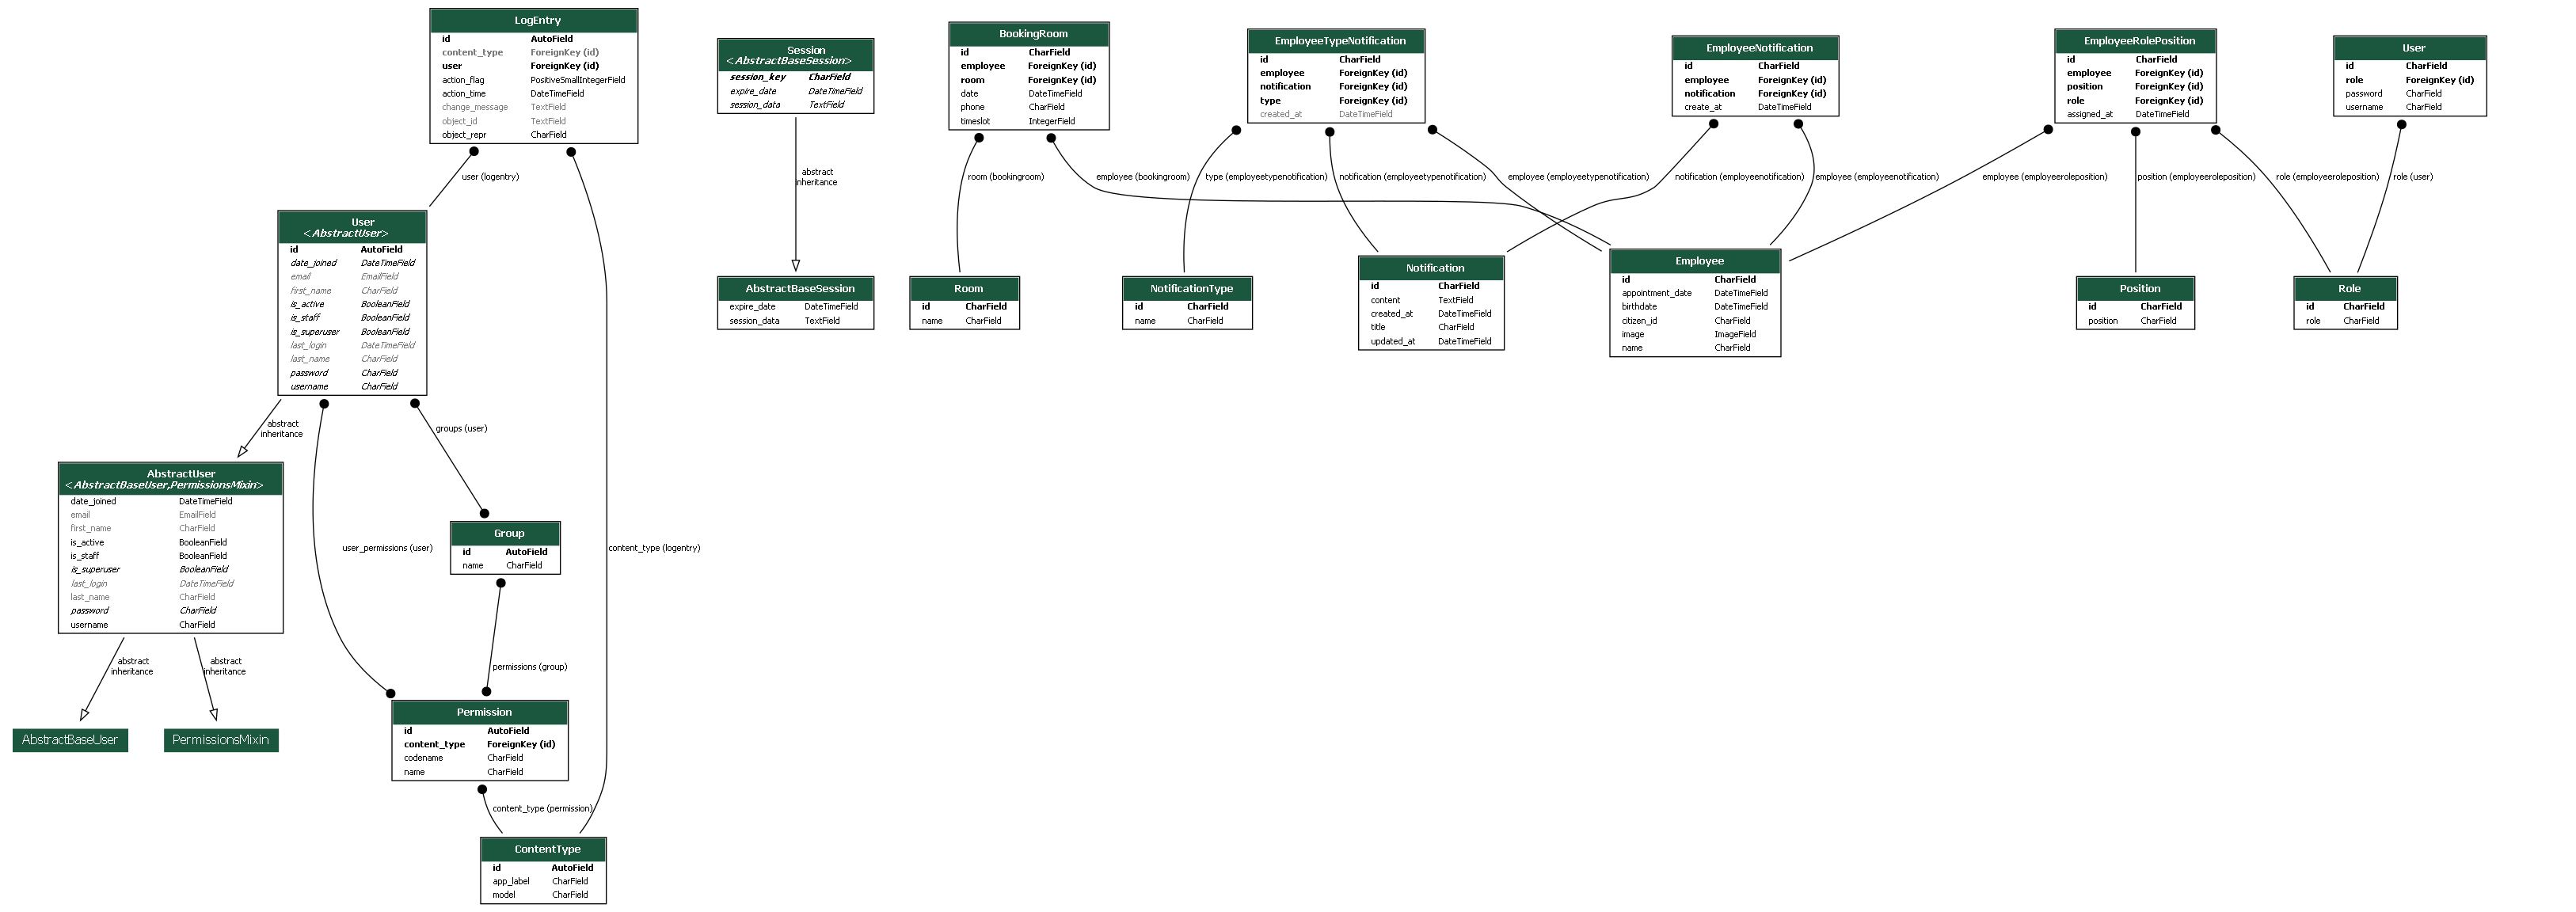 LogEntry
id AutoField
content_type ForeignKey (id)
user ForeignKey (id)
action_flag PositiveSmallIntegerField
action_time DateTimeField
change_message TextField
object_id TextField
object_repr CharField
Session
<AbstractBaseSession>
session_key CharField
expire_date DateTimeField
session_data TextField
BookingRoom
id CharField
employee ForeignKey (id)
room ForeignKey (id)
date DateTimeField
phone CharField
timeslot IntegerField
EmployeeTypeNotification
id CharField
employee ForeignKey (id)
notification ForeignKey (id)
type ForeignKey (id)
created_at DateTimeField
EmployeeNotification
id CharField
employee ForeignKey (id)
notification ForeignKey (id)
create_at DateTimeField
EmployeeRolePosition
id CharField
employee ForeignKey (id)
position ForeignKey (id)
role ForeignKey (id)
assigned_at DateTimeField
User
id CharField
role ForeignKey (id)
password CharField
username CharField
user (logentry)
abstract
inheritance
room (bookingroom)
employee (bookingroom)
type (employeetypenotification)
notification (employeetypenotification)
employee (employeetypenotification)
notification (employeenotification)
employee (employeenotification)
employee (employeeroleposition)
position (employeeroleposition)
role (employeeroleposition)
role (user)
User
<AbstractUser>
id AutoField
date_joined DateTimeField
email EmailField
first_name CharField
is_active BooleanField
is_staff BooleanField
is_superuser BooleanField
last_login DateTimeField
last_name CharField
password CharField
username CharField
AbstractBaseSession
expire_date DateTimeField
session_data TextField
Room
id CharField
name CharField
NotificationType
id CharField
name CharField
Notification
id CharField
content TextField
created_at DateTimeField
title CharField
updated_at DateTimeField
Employee
id CharField
appointment_date DateTimeField
birthdate DateTimeField
citizen_id CharField
image ImageField
name CharField
Position
id CharField
position CharField
Role
id CharField
role CharField
abstract
inheritance
groups (user)
AbstractUser
<AbstractBaseUser,PermissionsMixin>
date_joined DateTimeField
email EmailField
first_name CharField
is_active BooleanField
is_staff BooleanField
is_superuser BooleanField
last_login DateTimeField
last_name CharField
password CharField
username CharField
user_permissions (user)
Group
id AutoField
name CharField
content_type (logentry)
abstract
inheritance
abstract
inheritance
permissions (group)
AbstractBaseUser
PermissionsMixin
Permission
id AutoField
content_type ForeignKey (id)
codename CharField
name CharField
content_type (permission)
ContentType
id AutoField
app_label CharField
model CharField